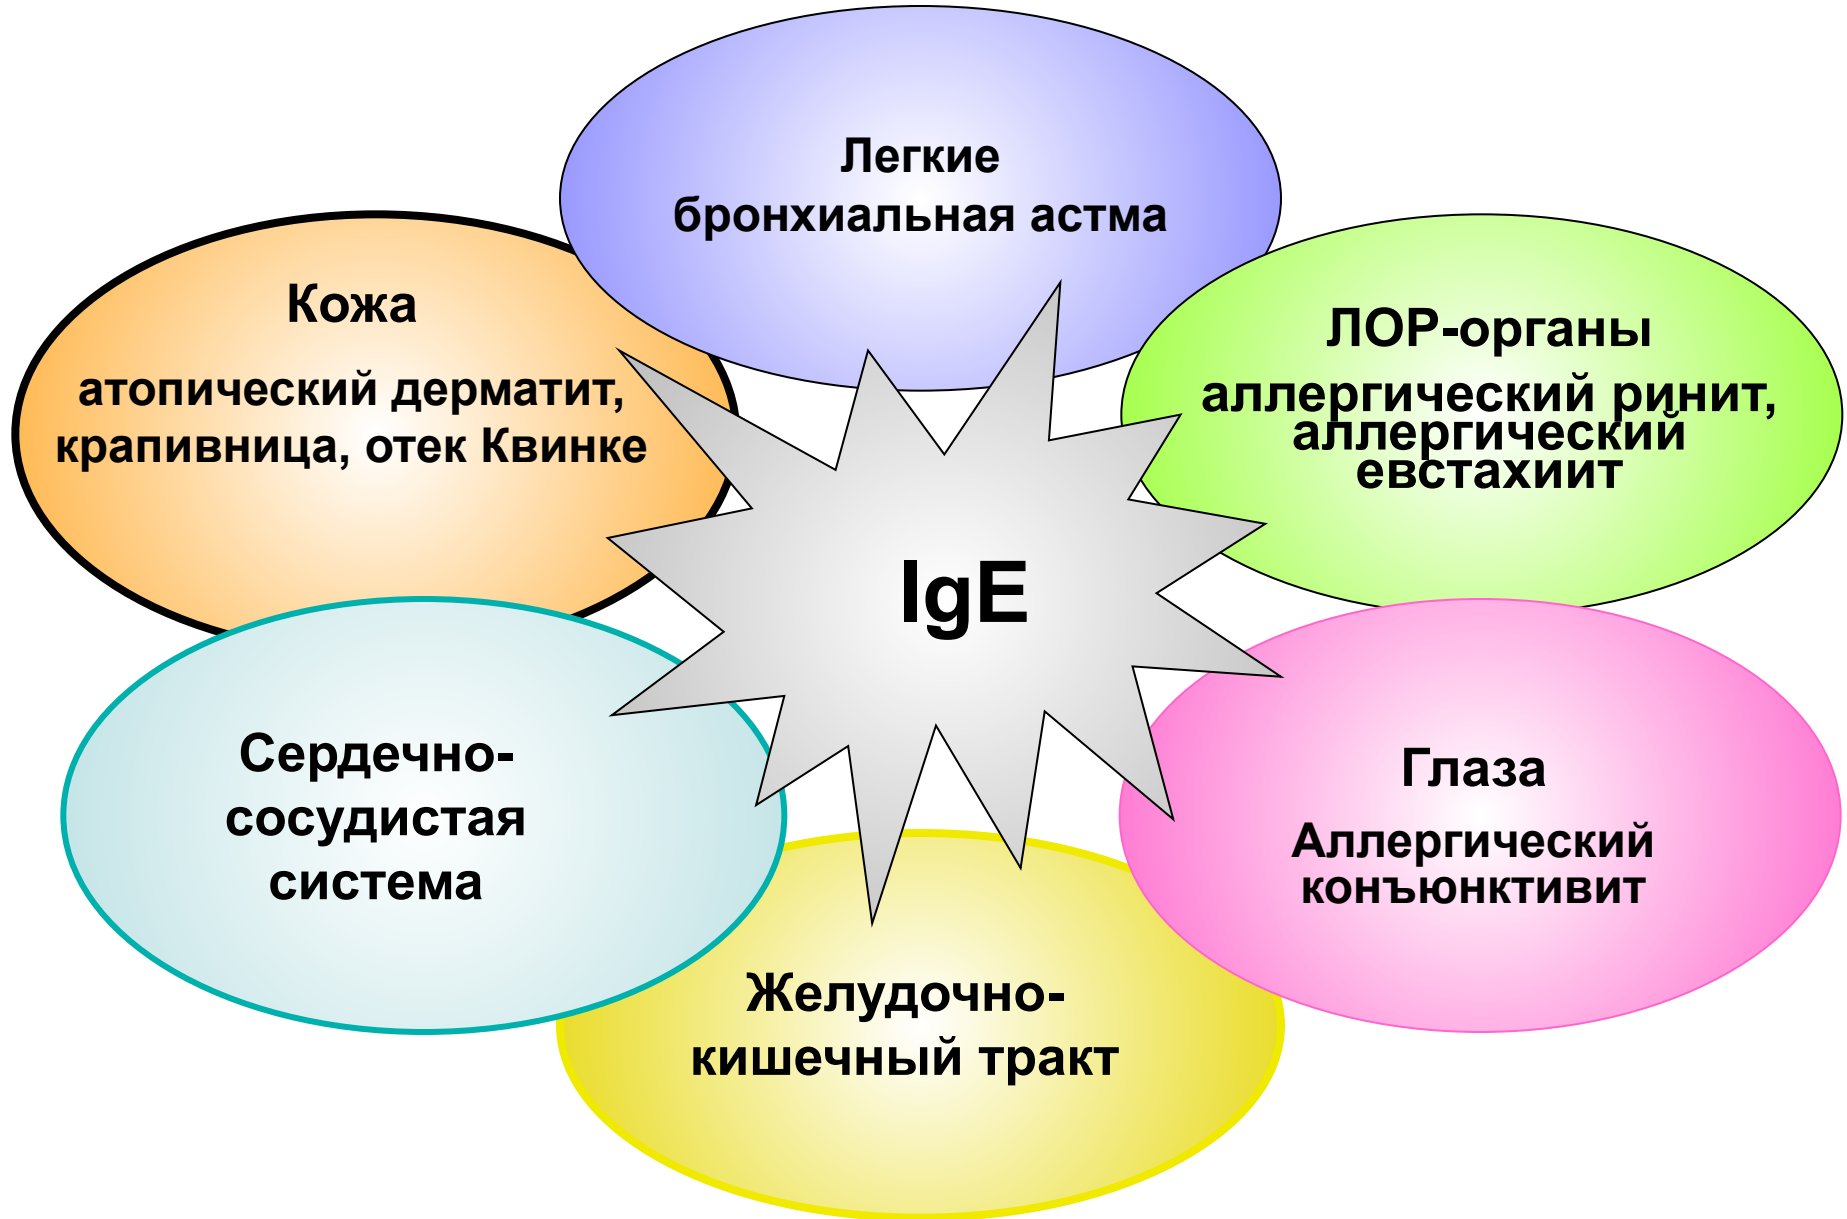 Легкие
бронхиальная астма
Кожа
атопический дерматит,
крапивница, отек Квинке
ЛОР-органы
аллергический ринит,
аллергический
евстахиит
IgE
Сердечно-
сосудистая
система
Глаза
Аллергический
конъюнктивит
Желудочно-
кишечный тракт